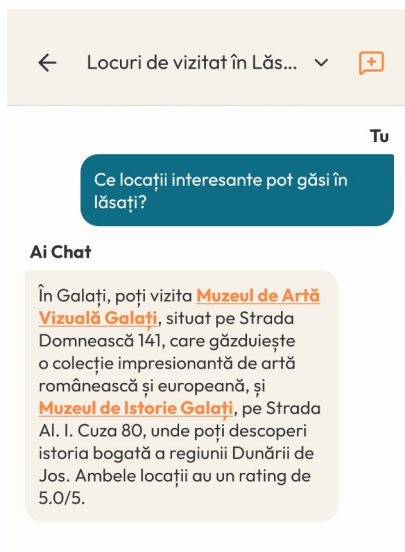 Locuri de vizitat în Lăs...
Tu
Ce locații interesante pot găsi în
lăsați?
Ai Chat
În Galați, poți vizita Muzeul de Artă
Vizuală Galați, situat pe Strada
Domnească 141, care găzduiește
o colecție impresionantă de artă
românească și europeană, și
Muzeul de Istorie Galați, pe Strada
Al. I. Cuza 80, unde poți descoperi
istoria bogată a regiunii Dunării de
Jos. Ambele locații au un rating de
5.0/5.